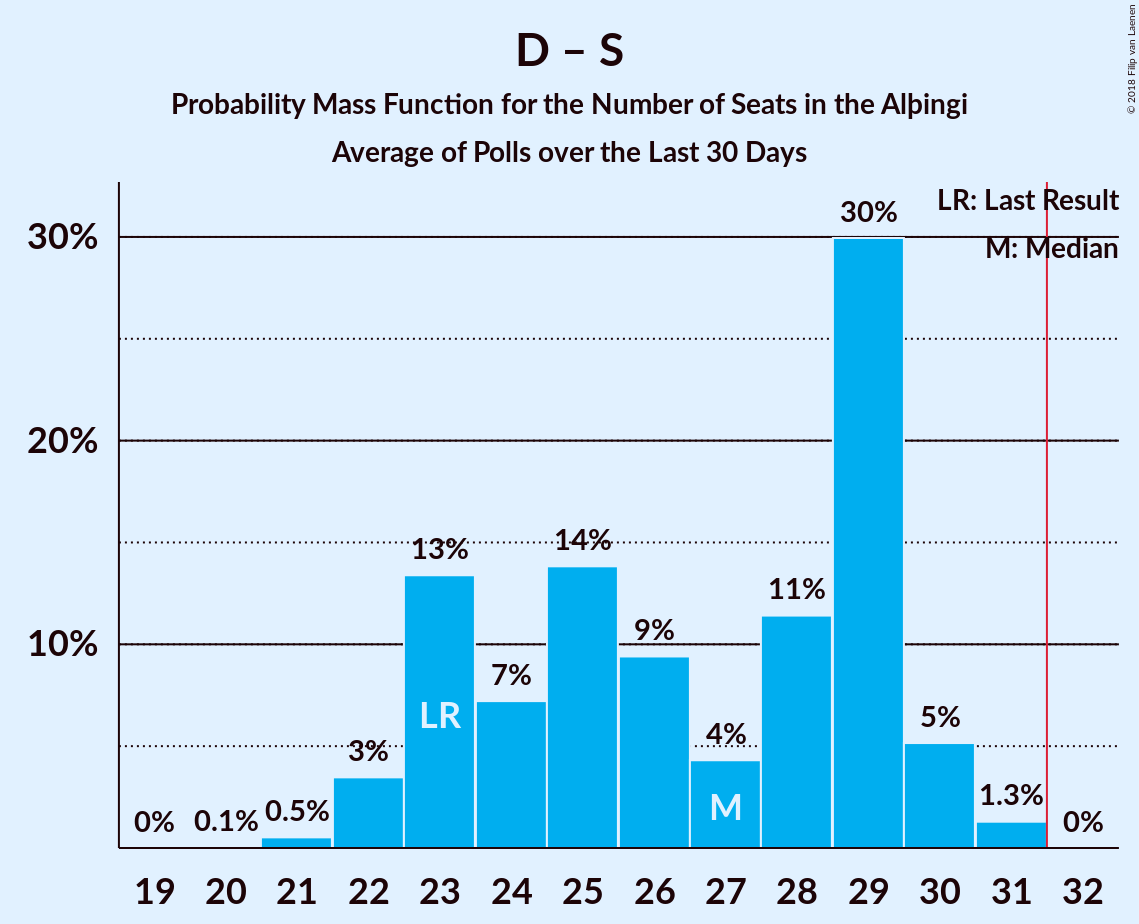 D – S
Probability Mass Function for the Number of Seats in the Alþingi
Average of Polls over the Last 30 Days
© 2018 Filip van Laenen
LR: Last Result
M: Median
30%
20%
10%
0%
0.1%
0.5%
3%
13%
7%
14%
9%
4%
11%
30%
5%
1.3%
0%
LR
M
19 20 21 22 23 24 25 26 27 28 29 30 31 32